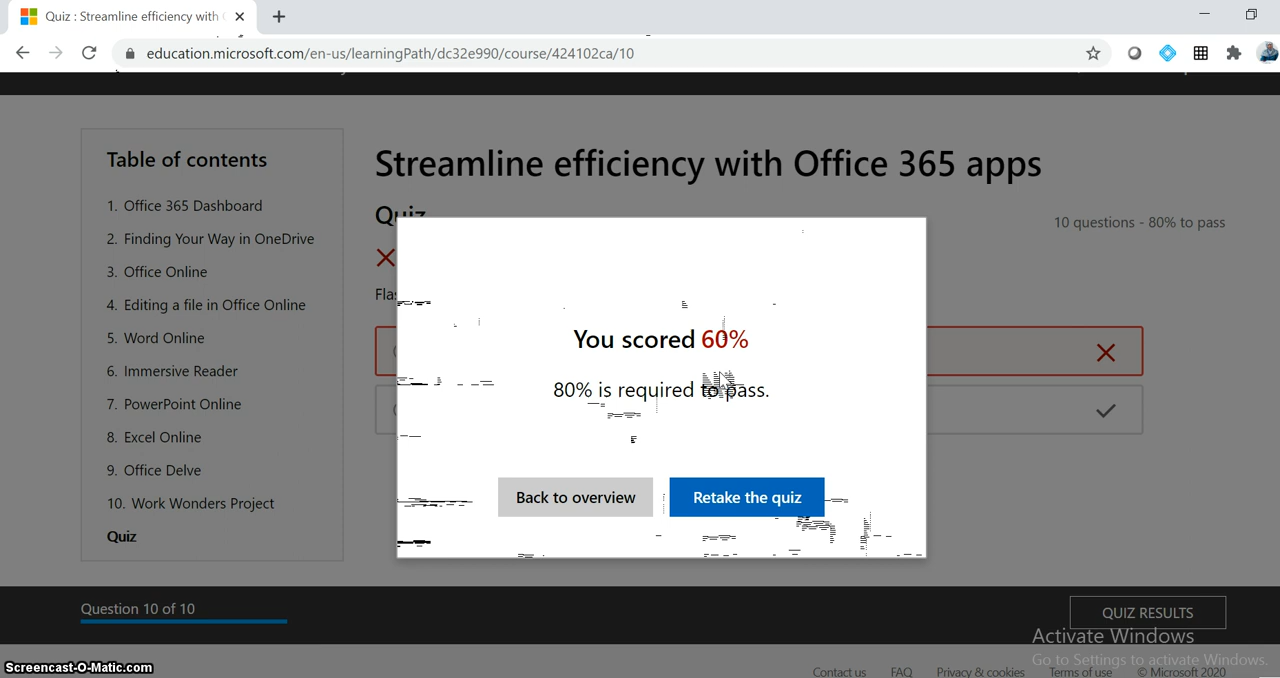 Quiz : Streamline efficiency with
education.microsoft.com/en-us/learningPath/dc32e990/course/424102ca/10
Table of contents
1. Office 365 Dashboard
2. Finding Your Way in OneDrive
3. Office Online
4. Editing a file in Office Online
5. Word Online
6. Immersive Reader
7. PowerPoint Online
8. Excel Online
9. Office Delve
10. Work Wonders Project
Quiz
Streamline efficiency with Office 365 apps
Quiz
10 questions - 80% to pass
You scored 60%
80% is required to pass.
Back to overview
Retake the quiz
Question 10 of 10
QUIZ RESULTS
Activate Windows
Go to Settings to activate Windows.
Contact us
FAQ
Privacy & cookies
Terms of use
© Microsoft 2020
Screencast-O-Matic.com